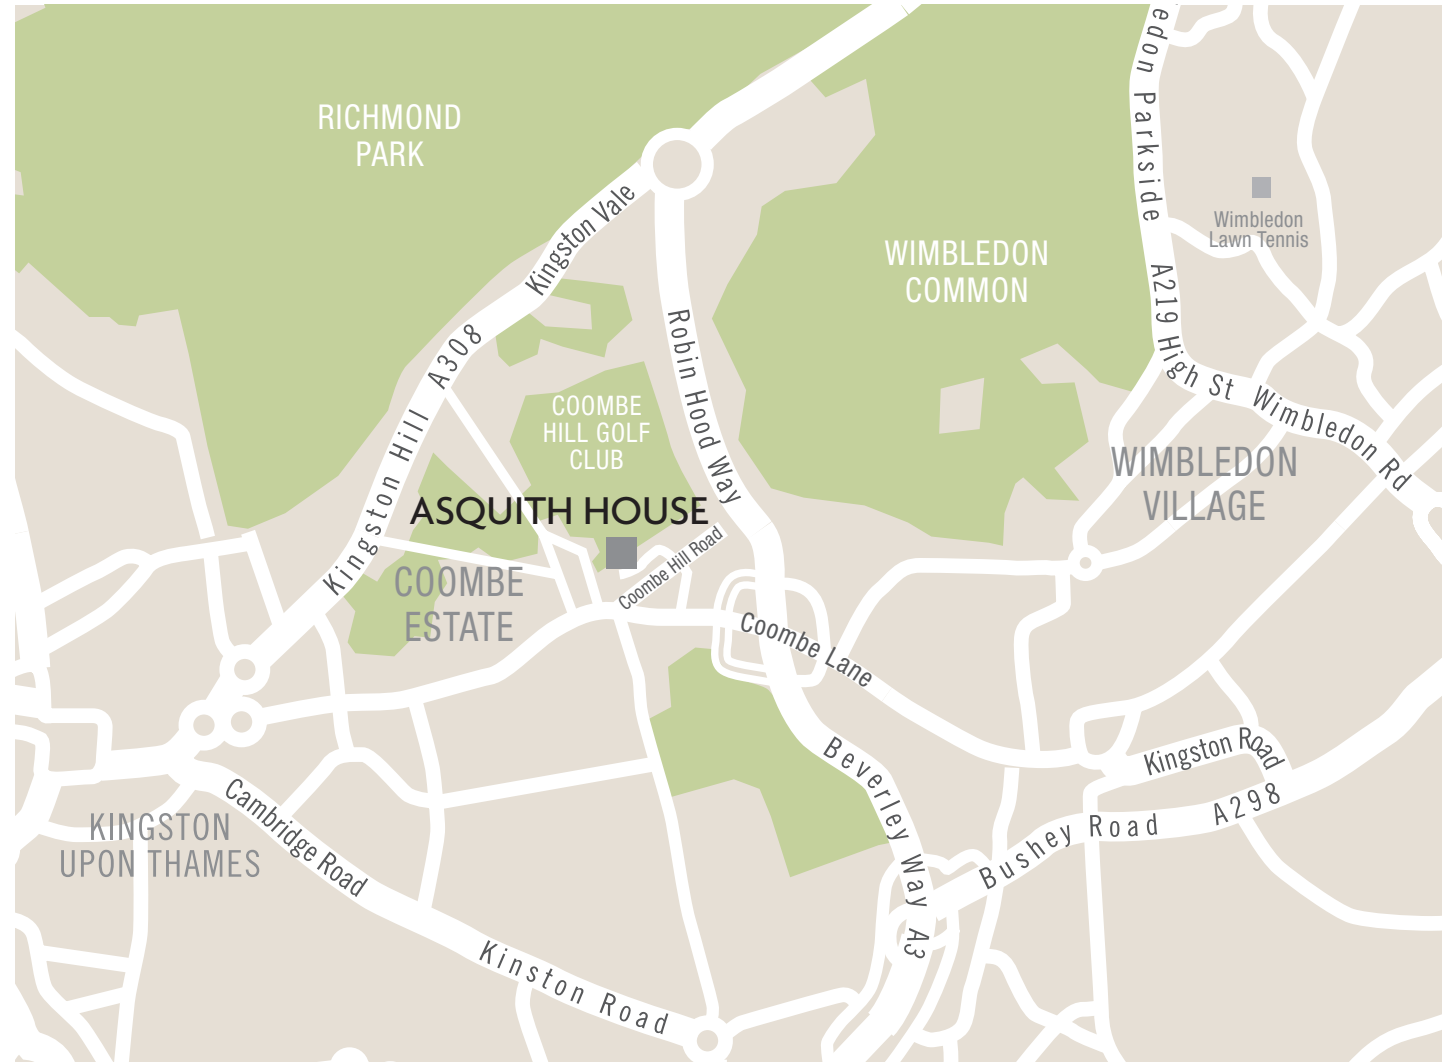 edon Parkside
RICHMOND
PARK
Kingston Vale
Wimbledon
Lawn Tennis
WIMBLEDON
COMMON
A219 High St
Wimbledon Rd
A308
Robin Hood Way
COOMBE
HILL GOLF
CLUB
Kingston Hill
WIMBLEDON
VILLAGE
ASQUITH HOUSE
Coombe Hill Road
COOMBE
ESTATE
Coombe Lane
Kingston Road
Beverley Way A3
Cambridge Road
A298
Bushey Road
KINGSTON
UPON THAMES
Kinston Road